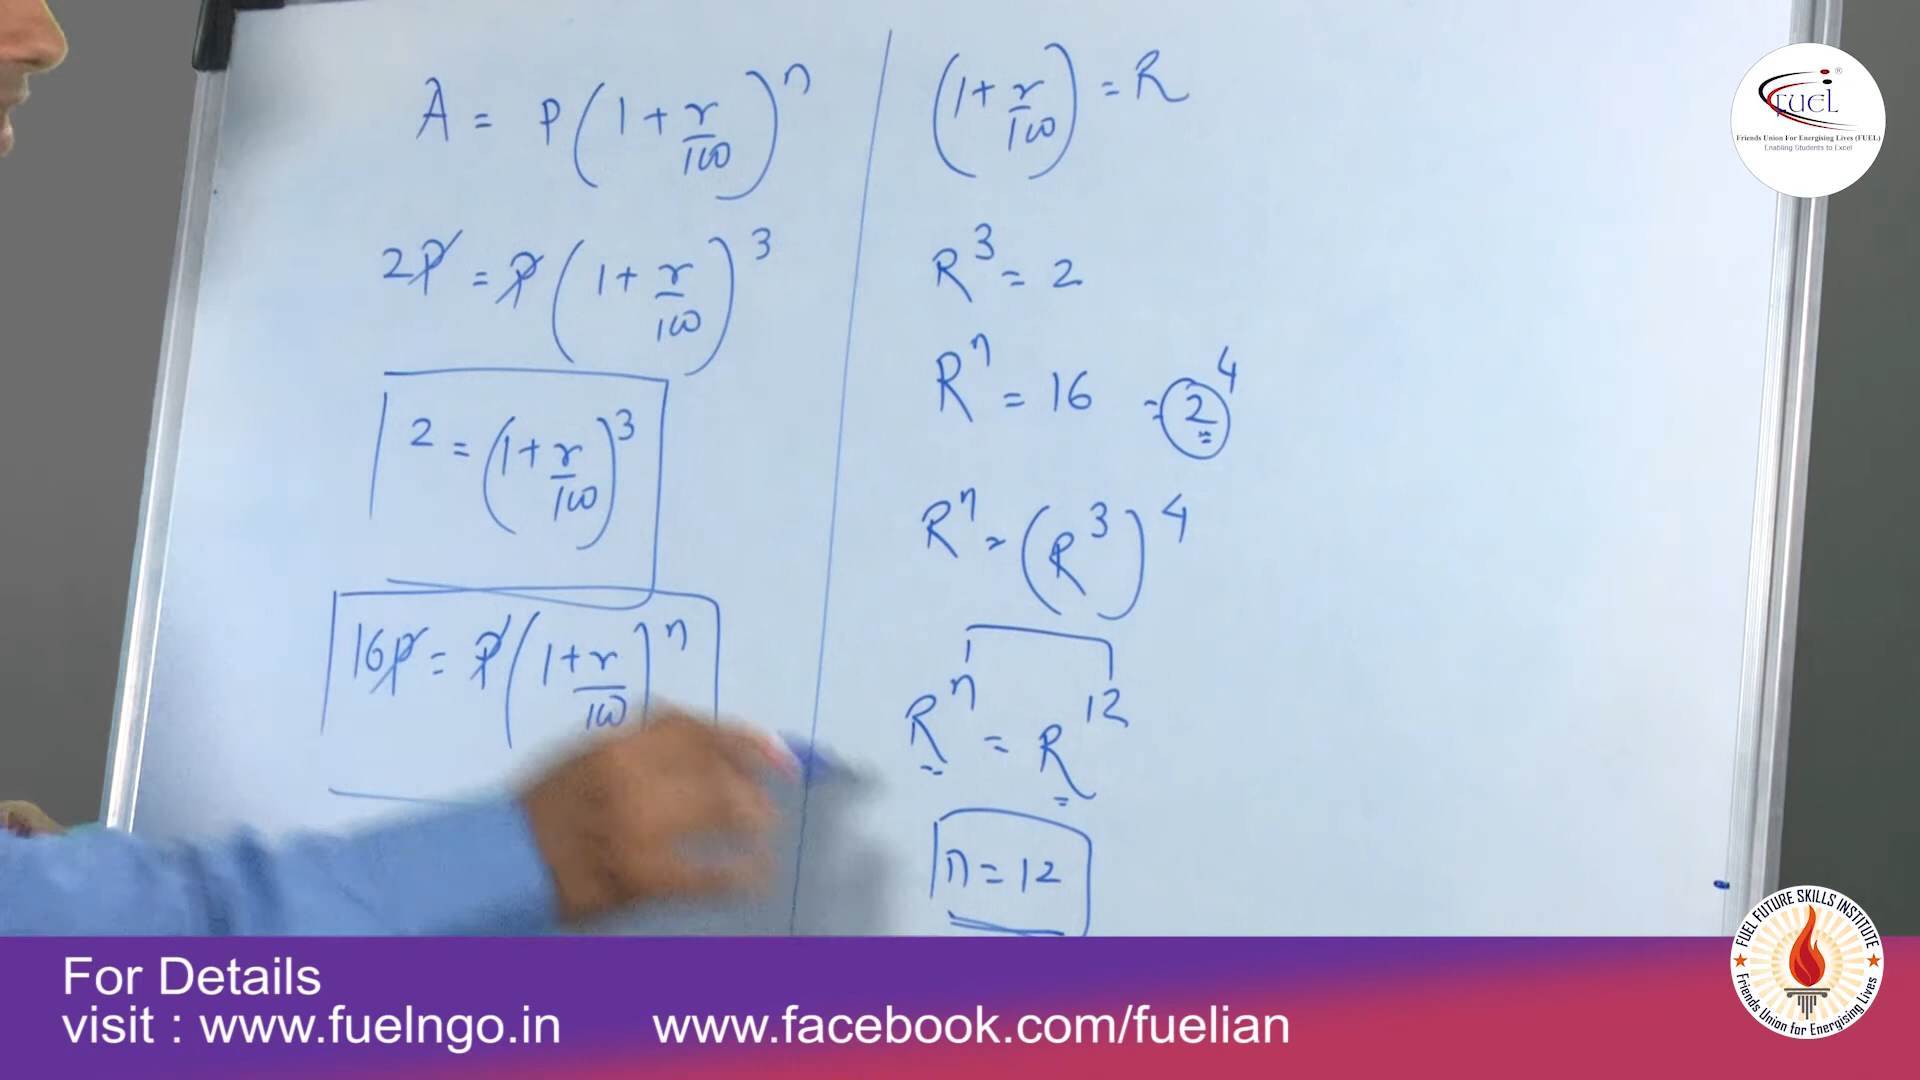 A = P(1 + r/100)^n
2P = P(1 + r/100)^3
2 = (1 + r/100)^3
16P = P(1 + r/100)^n
(1 + r/100) = R
R^3 = 2
R^n = 16 = 2^4
R^n = (R^3)^4
R^n = R^12
n = 12
FUEL
Friends Union For Energising Lives (FUEL)
Enabling Students to Excel
FUEL FUTURE SKILLS INSTITUTE
Friends Union for Energising Lives
For Details
visit : www.fuelngo.in www.facebook.com/fuelian